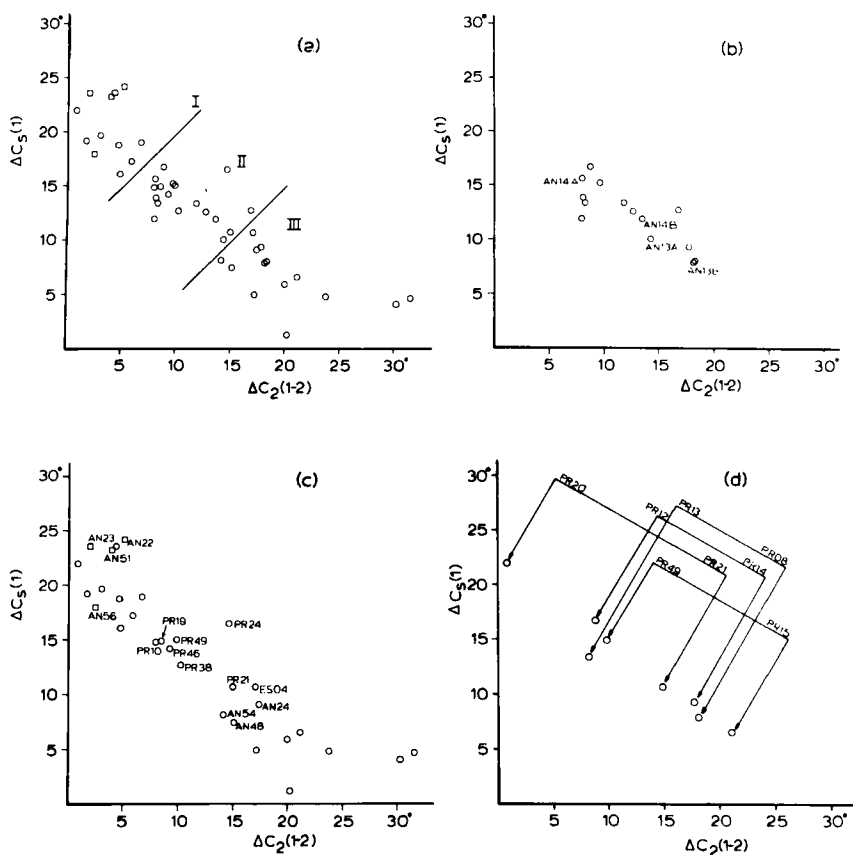 (a)
30°
25
20
15
10
5
ΔC₅(1)
I
II
III
5
10
15
20
25
30°
ΔC₂(1-2)
(b)
30°
25
20
15
10
5
ΔC₅(1)
AN14A
AN14B
AN13A
AN13B
5
10
15
20
25
30°
ΔC₂(1-2)
(c)
30°
25
20
15
10
5
ΔC₅(1)
AN23
AN22
AN51
AN56
PR19
PR24
PR10
PR49
PR46
PR38
PR21
ES04
AN24
AN54
AN48
5
10
15
20
25
30°
ΔC₂(1-2)
(d)
30°
25
20
15
10
5
ΔC₅(1)
PR20
PR12
PR13
PR49
PR21
PR14
PR08
PR15
5
10
15
20
25
30°
ΔC₂(1-2)